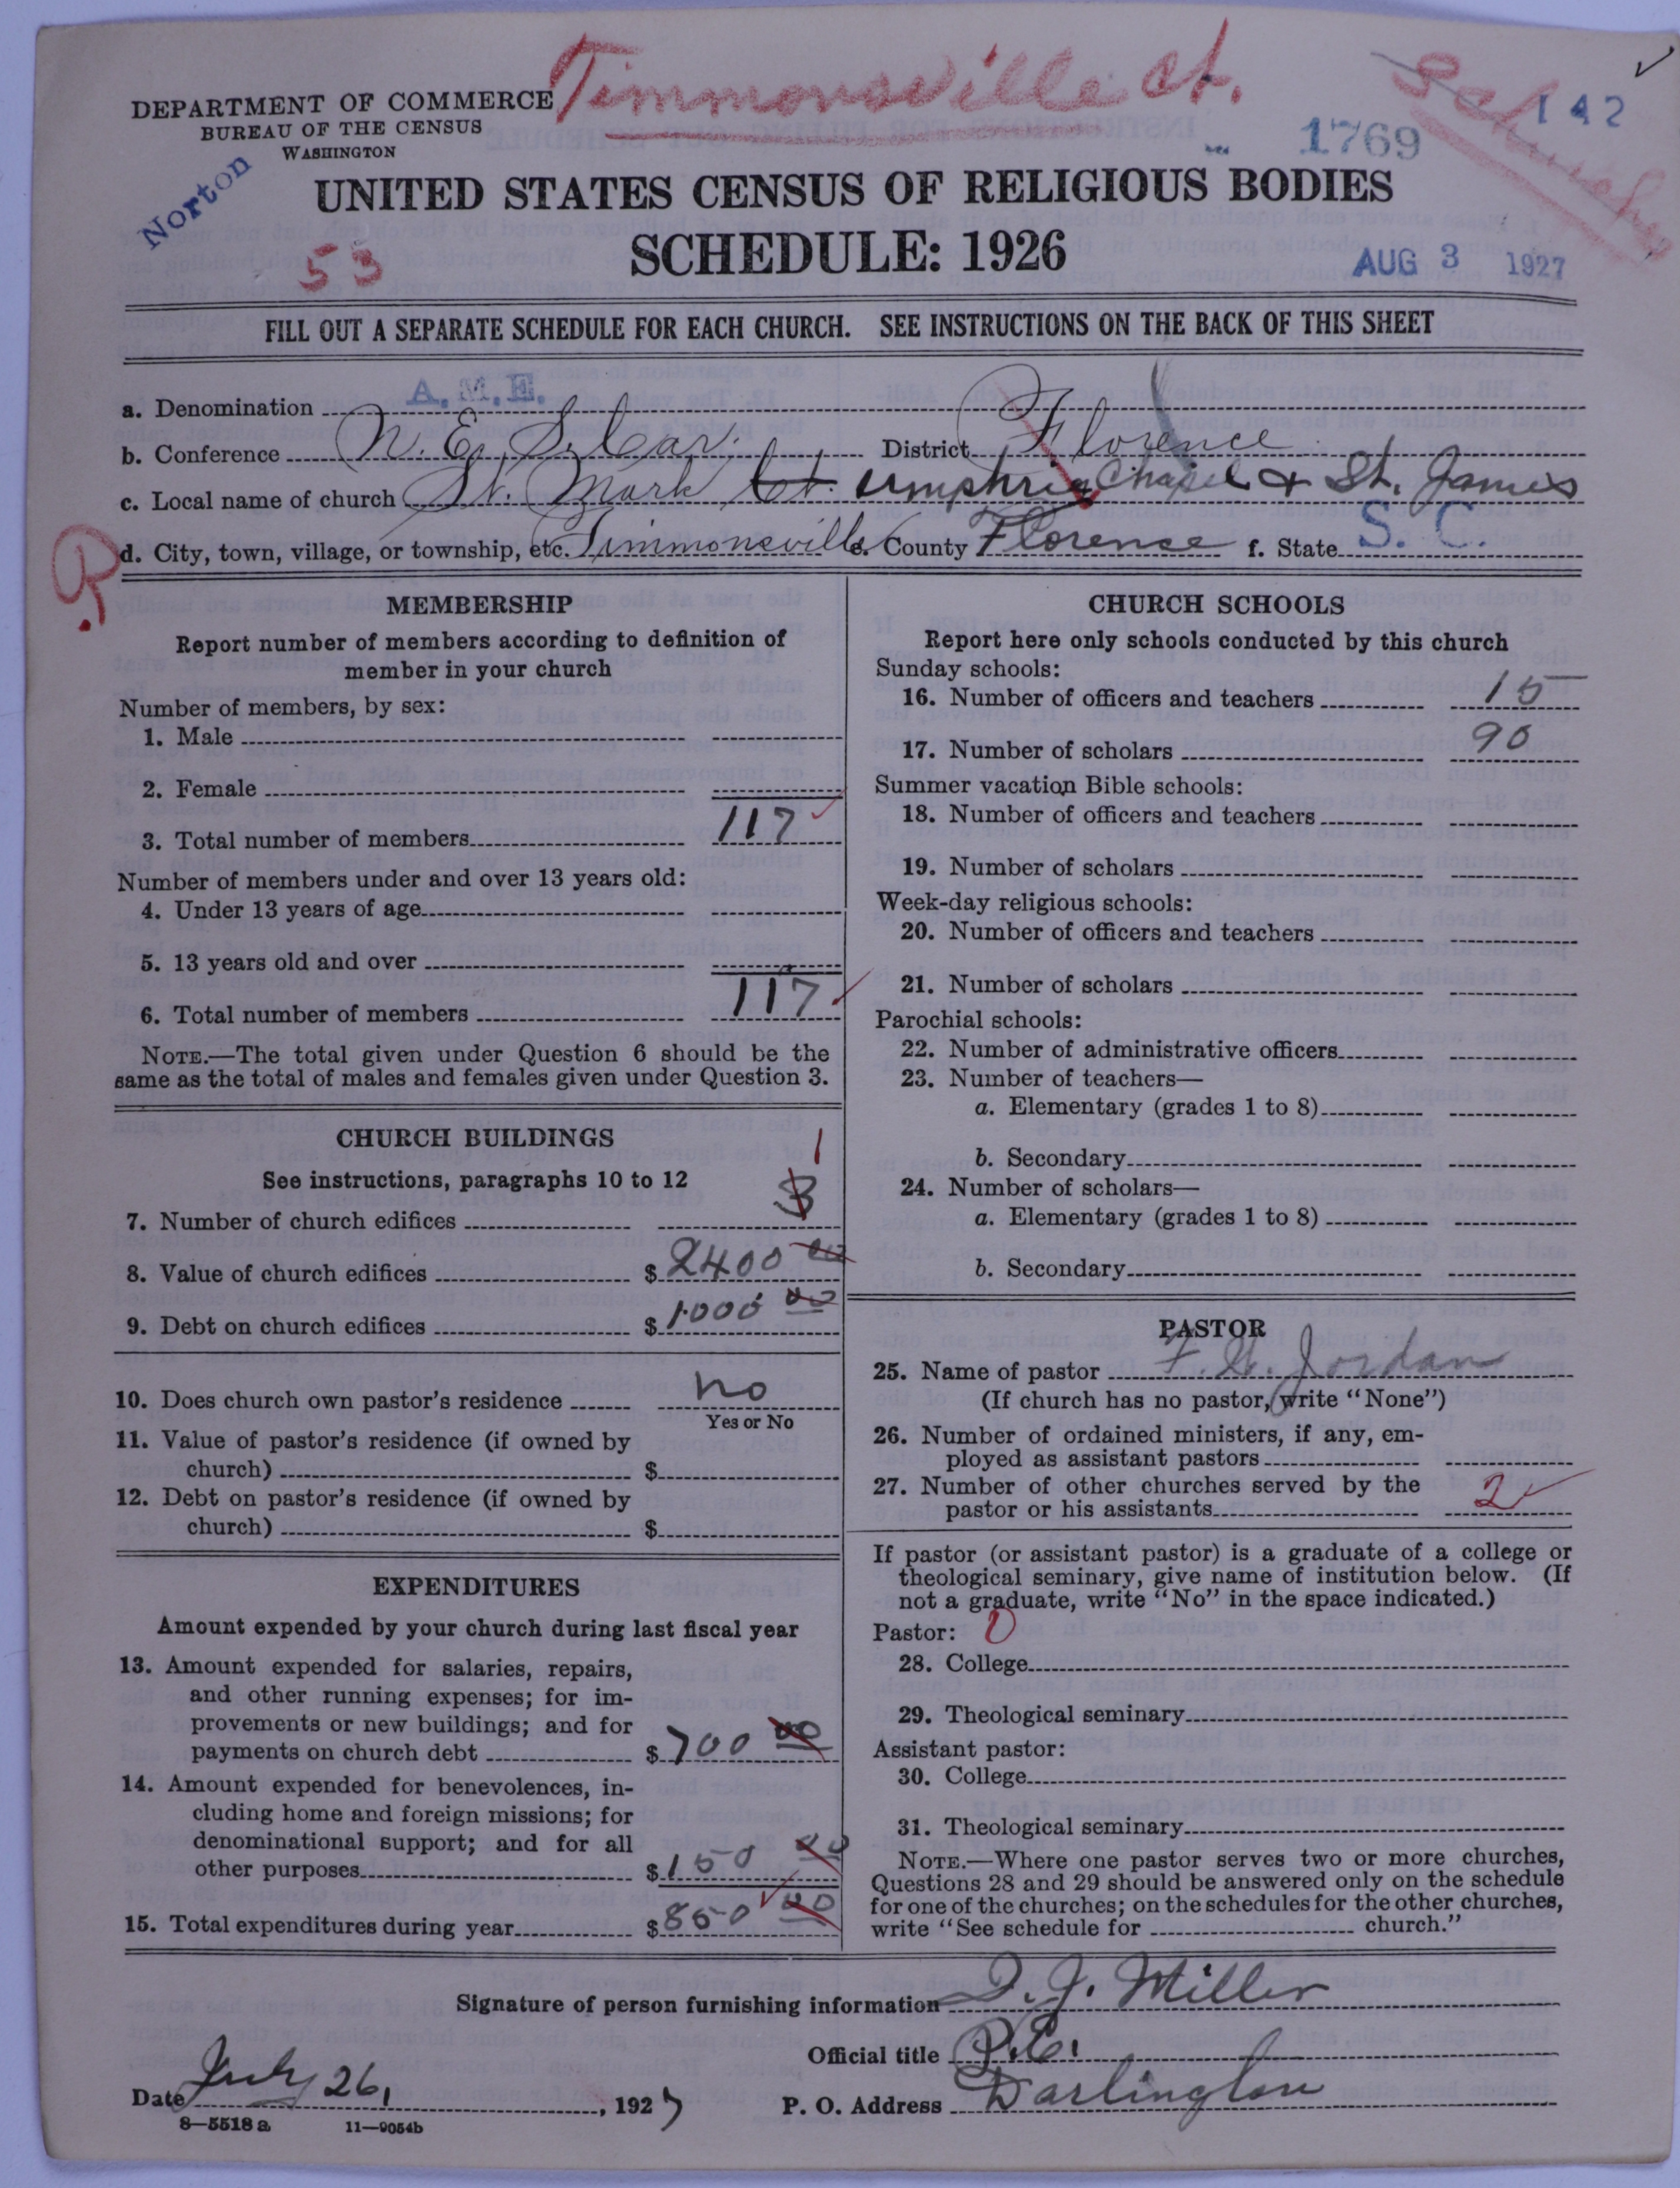 Timmonsville Ct.
DEPARTMENT OF COMMERCE
BUREAU OF THE CENSUS
WASHINGTON
Norton
53
142
1769
UNITED STATES CENSUS OF RELIGIOUS BODIES
SCHEDULE: 1926
AUG 3 1927
FILL OUT A SEPARATE SCHEDULE FOR EACH CHURCH. SEE INSTRUCTIONS ON THE BACK OF THIS SHEET
a. Denomination A. M. E.
b. Conference N. E. S. Car. District Florence
c. Local name of church St. Mark Ct. Chapel & St. James
d. City, town, village, or township, etc. Timmonsville e. County Florence f. State S. C.
MEMBERSHIP
Report number of members according to definition of
member in your church
Number of members, by sex:
1. Male
2. Female
3. Total number of members 117
Number of members under and over 13 years old:
4. Under 13 years of age
5. 13 years old and over
6. Total number of members 117
NOTE.—The total given under Question 6 should be the
same as the total of males and females given under Question 3.
CHURCH BUILDINGS
See instructions, paragraphs 10 to 12
1
7. Number of church edifices 3
8. Value of church edifices $ 2400 00
9. Debt on church edifices $ 1000 00
10. Does church own pastor's residence no
Yes or No
11. Value of pastor's residence (if owned by
church) $
12. Debt on pastor's residence (if owned by
church) $
EXPENDITURES
Amount expended by your church during last fiscal year
13. Amount expended for salaries, repairs,
and other running expenses; for im-
provements or new buildings; and for
payments on church debt $ 700 00
14. Amount expended for benevolences, in-
cluding home and foreign missions; for
denominational support; and for all
other purposes $ 150 00
15. Total expenditures during year $ 850 00
CHURCH SCHOOLS
Report here only schools conducted by this church
Sunday schools:
16. Number of officers and teachers 15
17. Number of scholars 90
Summer vacation Bible schools:
18. Number of officers and teachers
19. Number of scholars
Week-day religious schools:
20. Number of officers and teachers
21. Number of scholars
Parochial schools:
22. Number of administrative officers
23. Number of teachers—
a. Elementary (grades 1 to 8)
b. Secondary
24. Number of scholars—
a. Elementary (grades 1 to 8)
b. Secondary
PASTOR
25. Name of pastor F. G. Jordan
(If church has no pastor, write "None")
26. Number of ordained ministers, if any, em-
ployed as assistant pastors
27. Number of other churches served by the
pastor or his assistants 2
If pastor (or assistant pastor) is a graduate of a college or
theological seminary, give name of institution below. (If
not a graduate, write "No" in the space indicated.)
Pastor: 0
28. College
29. Theological seminary
Assistant pastor:
30. College
31. Theological seminary
NOTE.—Where one pastor serves two or more churches,
Questions 28 and 29 should be answered only on the schedule
for one of the churches; on the schedules for the other churches,
write "See schedule for church."
Signature of person furnishing information I. J. Miller
Official title P. E.
Date July 26, 1927 P. O. Address Darlington
8—5518 a 11—9054b